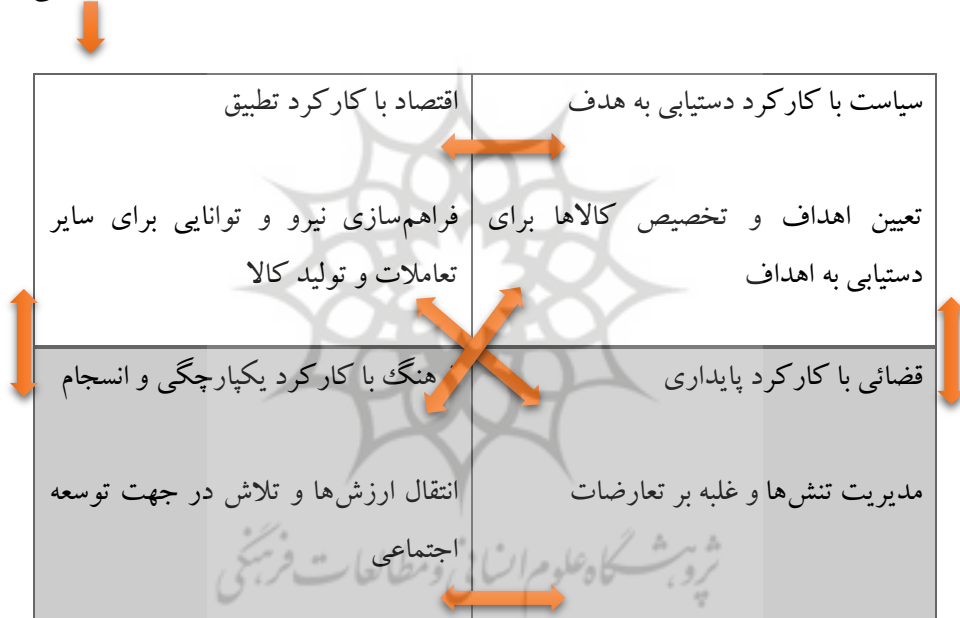 سیاست با کارکرد دستیابی به هدف
تعیین اهداف و تخصیص کالاها برای
دستیابی به اهداف
اقتصاد با کارکرد تطبیق
فراهم‌سازی نیرو و توانایی برای سایر
تعاملات و تولید کالا
قضائی با کارکرد پایداری
مدیریت تنش‌ها و غلبه بر تعارضات
با کارکرد یکپارچگی و انسجام
انتقال ارزش‌ها و تلاش در جهت توسعه
اجتماعی
پژوهشگاه علوم انسانی و مطالعات فرهنگی